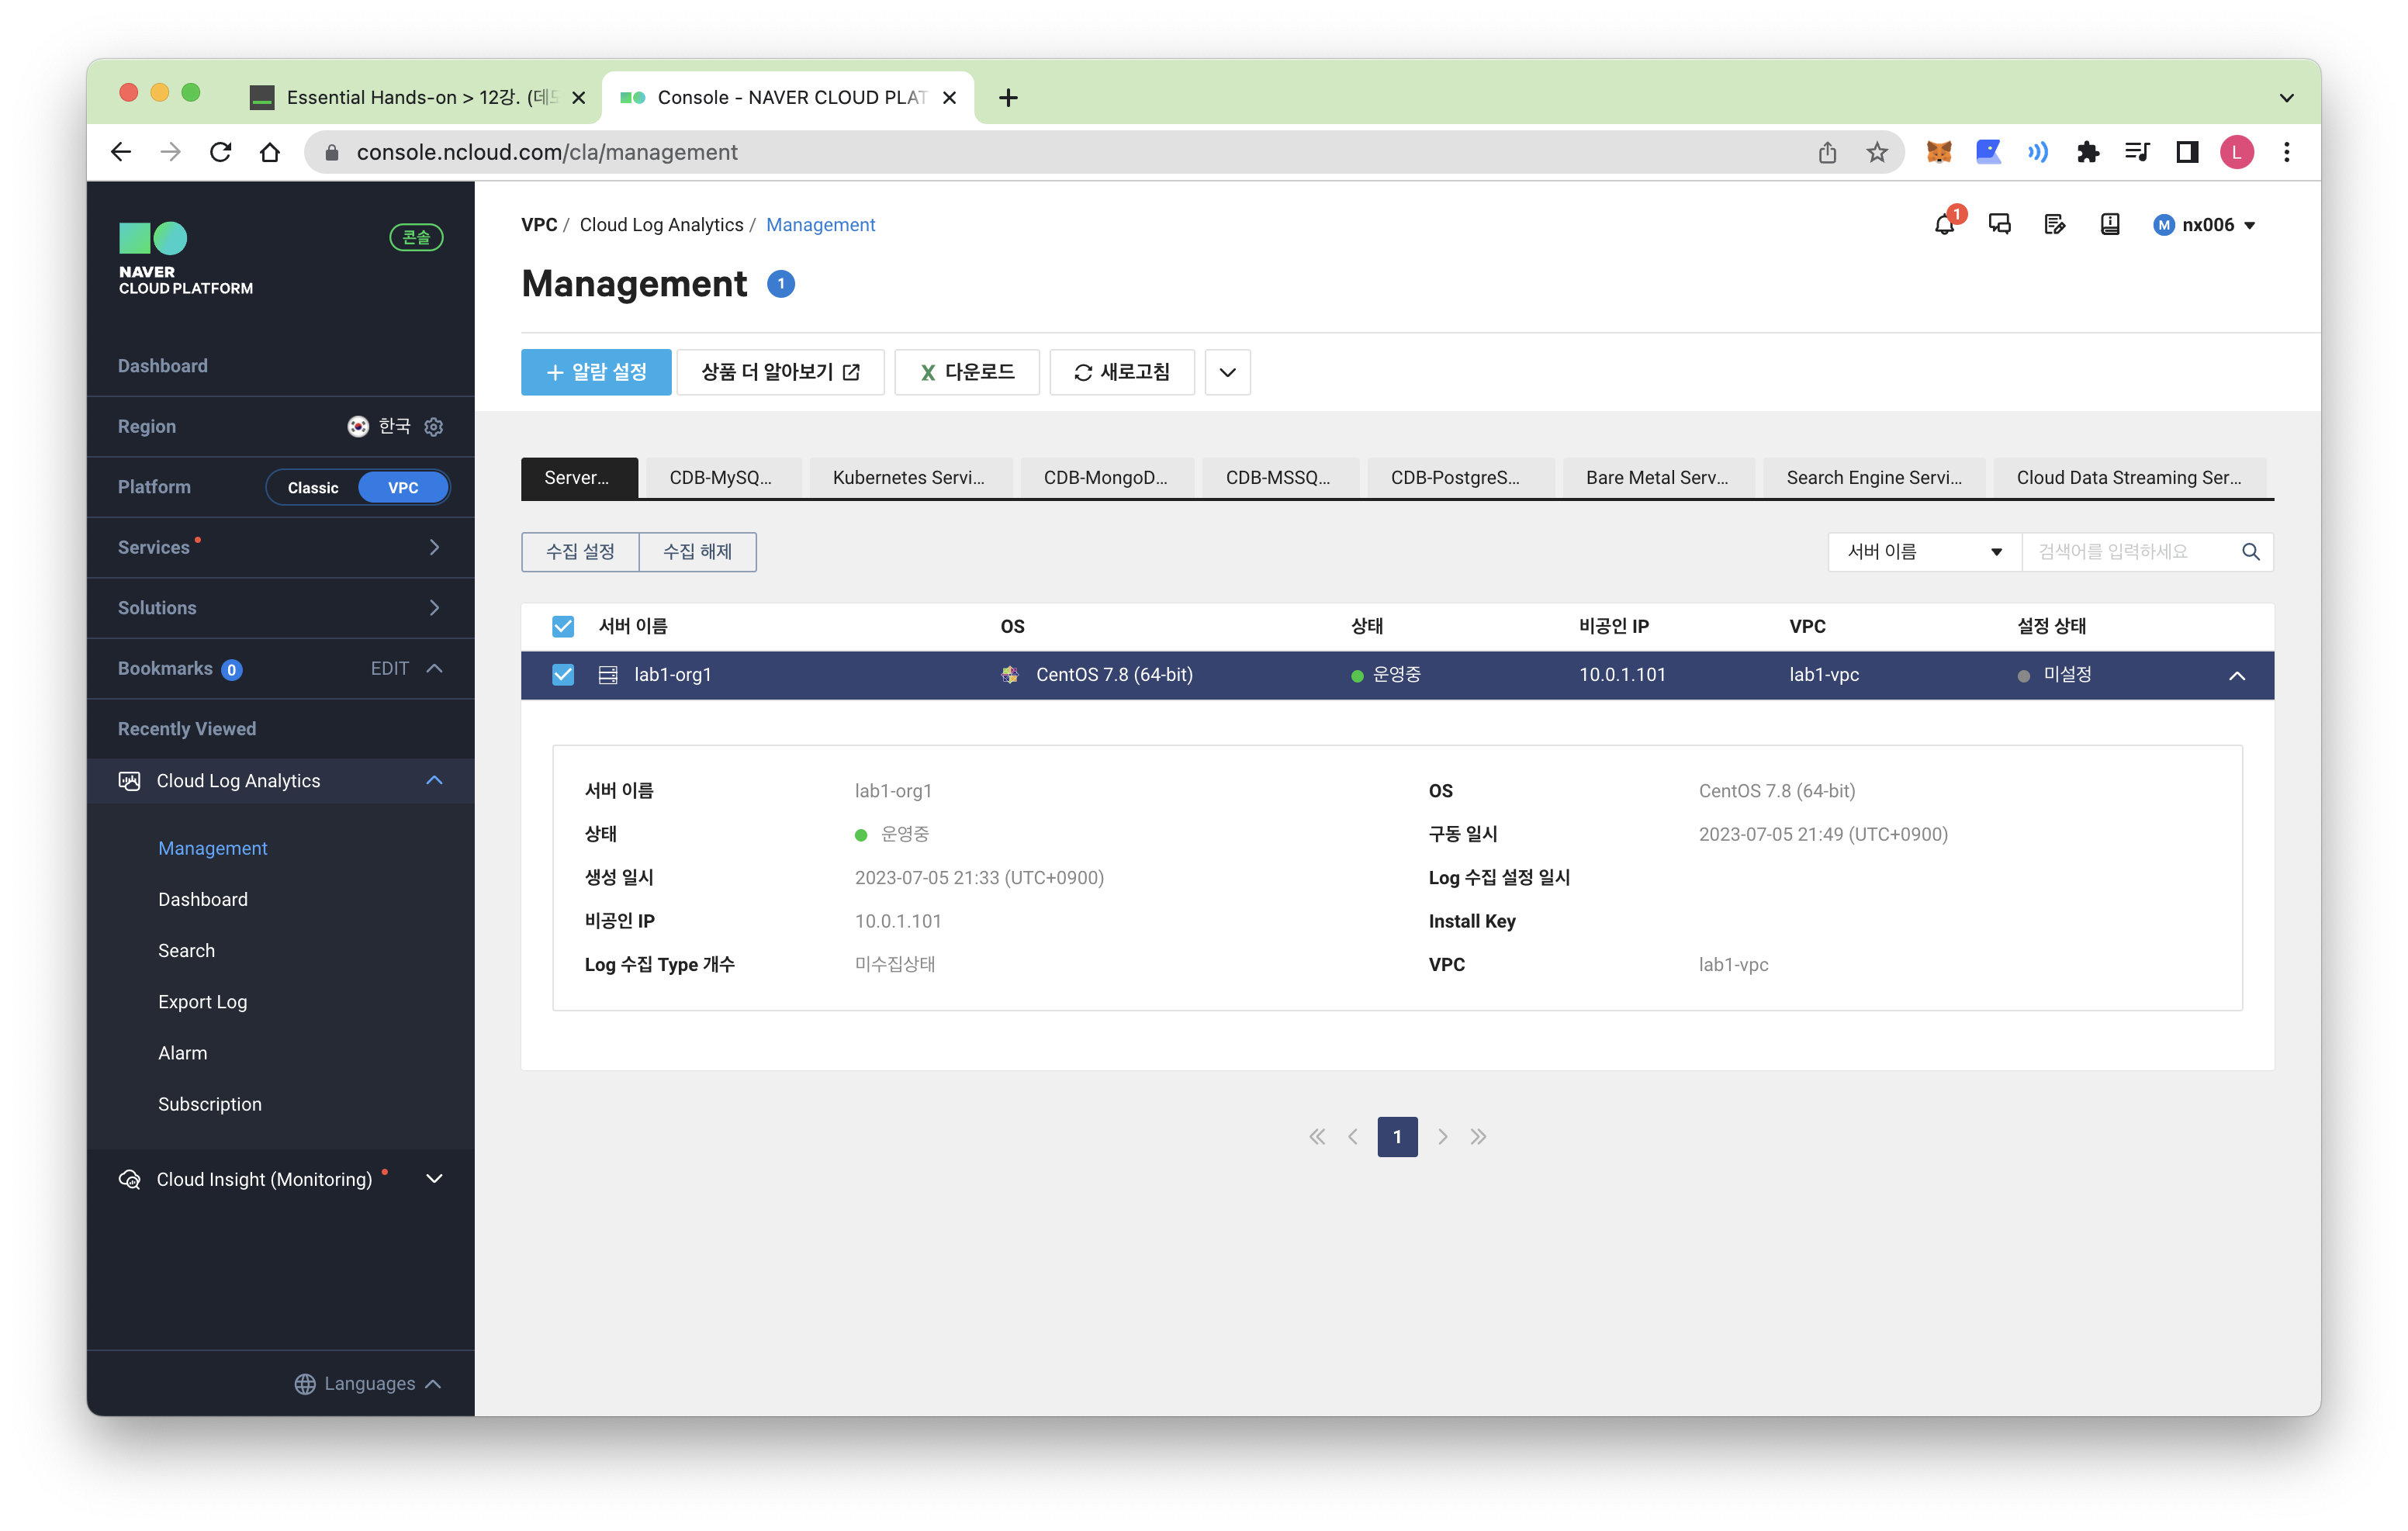 Essential Hands-on > 12강. (데모
Console - NAVER CLOUD PLAT
console.ncloud.com/cla/management
L
NAVER
CLOUD PLATFORM
콘솔
Dashboard
Region 한국
Platform Classic VPC
Services
Solutions
Bookmarks 0 EDIT
Recently Viewed
Cloud Log Analytics
Management
Dashboard
Search
Export Log
Alarm
Subscription
Cloud Insight (Monitoring)
Languages
VPC / Cloud Log Analytics / Management
1
M nx006
Management 1
+ 알람 설정
상품 더 알아보기
X 다운로드
새로고침
Server...
CDB-MySQ...
Kubernetes Servi...
CDB-MongoD...
CDB-MSSQ...
CDB-PostgreS...
Bare Metal Serv...
Search Engine Servi...
Cloud Data Streaming Ser...
수집 설정 수집 해제
서버 이름 검색어를 입력하세요
서버 이름 OS 상태 비공인 IP VPC 설정 상태
lab1-org1 CentOS 7.8 (64-bit) 운영중 10.0.1.101 lab1-vpc 미설정
서버 이름 lab1-org1 OS CentOS 7.8 (64-bit)
상태 운영중 구동 일시 2023-07-05 21:49 (UTC+0900)
생성 일시 2023-07-05 21:33 (UTC+0900) Log 수집 설정 일시
비공인 IP 10.0.1.101 Install Key
Log 수집 Type 개수 미수집상태 VPC lab1-vpc
1